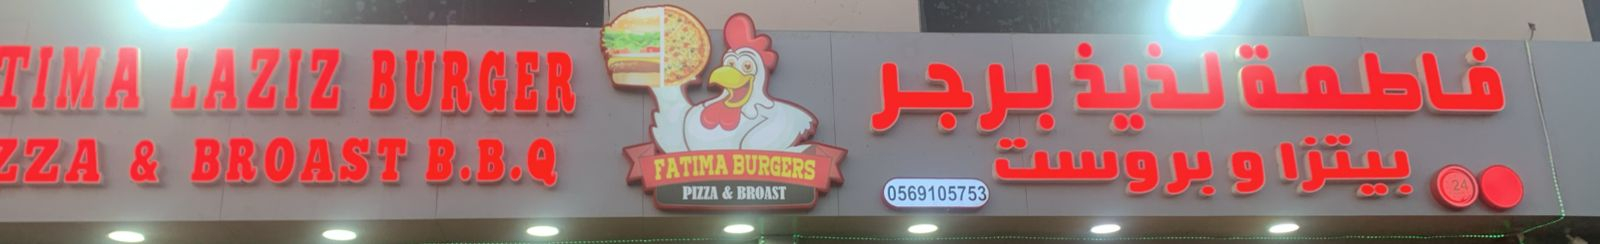 TIMA LAZIZ BURGER
ZZA & BROAST B.B.Q
FATIMA BURGERS
PIZZA & BROAST
فاطمة لذيذ برجر
بيتزا و بروست
0569105753
24